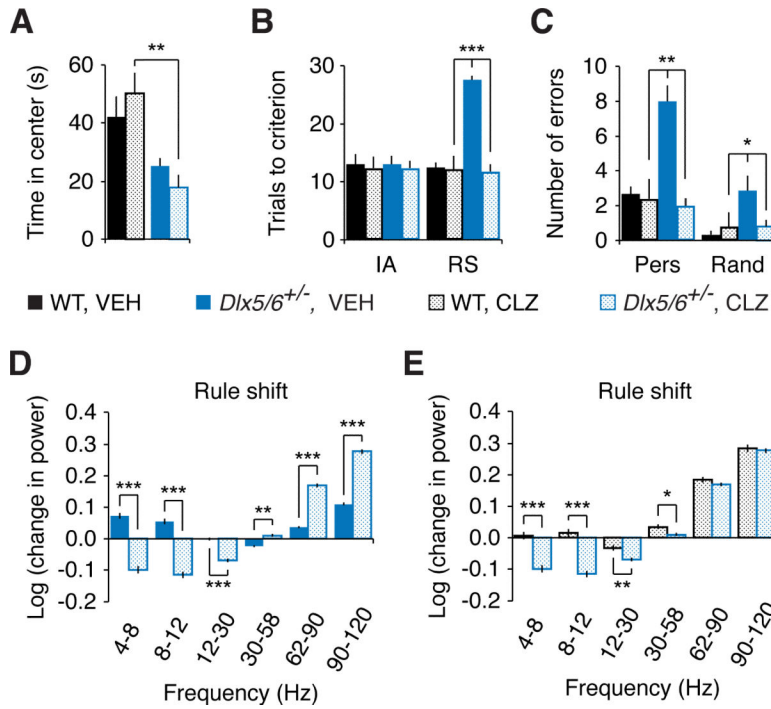 A
B
C
**
***
**
*
Time in center (s)
60
40
20
0
Trials to criterion
30
20
10
0
IA
RS
Number of errors
10
8
6
4
2
0
Pers
Rand
WT, VEH
Dlx5/6+/-, VEH
WT, CLZ
Dlx5/6+/-, CLZ
D
Rule shift
Log (change in power)
0.4
0.3
0.2
0.1
0.0
-0.1
-0.2
***
***
***
**
***
***
4-8
8-12
12-30
30-58
62-90
90-120
Frequency (Hz)
E
Rule shift
Log (change in power)
0.4
0.3
0.2
0.1
0.0
-0.1
-0.2
***
***
**
*
4-8
8-12
12-30
30-58
62-90
90-120
Frequency (Hz)